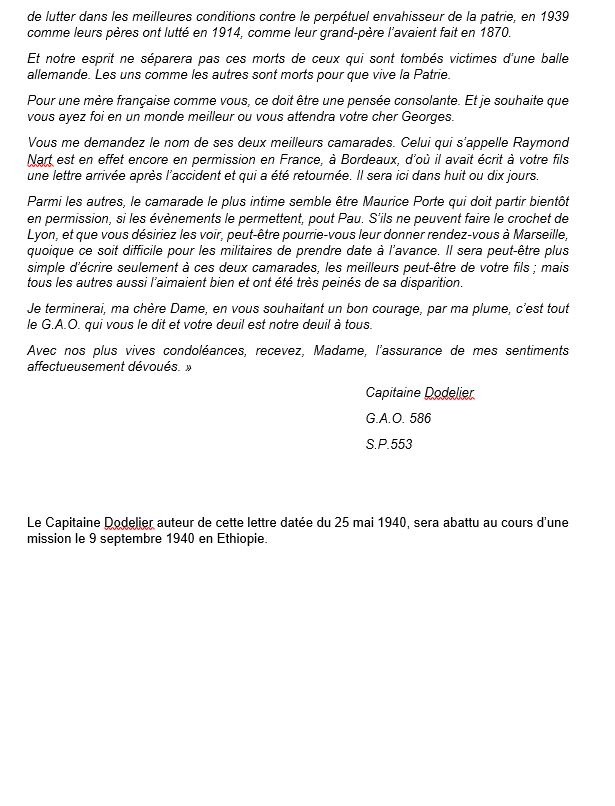 de lutter dans les meilleures conditions contre le perpétuel envahisseur de la patrie, en 1939
comme leurs pères ont lutté en 1914, comme leur grand-père l'avaient fait en 1870.
Et notre esprit ne séparera pas ces morts de ceux qui sont tombés victimes d'une balle
allemande. Les uns comme les autres sont morts pour que vive la Patrie.
Pour une mère française comme vous, ce doit être une pensée consolante. Et je souhaite que
vous ayez foi en un monde meilleur ou vous attendra votre cher Georges.
Vous me demandez le nom de ses deux meilleurs camarades. Celui qui s'appelle Raymond
Nart est en effet encore en permission en France, à Bordeaux, d'où il avait écrit à votre fils
une lettre arrivée après l'accident et qui a été retournée. Il sera ici dans huit ou dix jours.
Parmi les autres, le camarade le plus intime semble être Maurice Porte qui doit partir bientôt
en permission, si les évènements le permettent, pout Pau. S'ils ne peuvent faire le crochet de
Lyon, et que vous désiriez les voir, peut-être pourrie-vous leur donner rendez-vous à Marseille,
quoique ce soit difficile pour les militaires de prendre date à l'avance. Il sera peut-être plus
simple d'écrire seulement à ces deux camarades, les meilleurs peut-être de votre fils ; mais
tous les autres aussi l'aimaient bien et ont été très peinés de sa disparition.
Je terminerai, ma chère Dame, en vous souhaitant un bon courage, par ma plume, c'est tout
le G.A.O. qui vous le dit et votre deuil est notre deuil à tous.
Avec nos plus vives condoléances, recevez, Madame, l'assurance de mes sentiments
affectueusement dévoués. »
Capitaine Dodelier
G.A.O. 586
S.P.553
Le Capitaine Dodelier auteur de cette lettre datée du 25 mai 1940, sera abattu au cours d'une
mission le 9 septembre 1940 en Ethiopie.